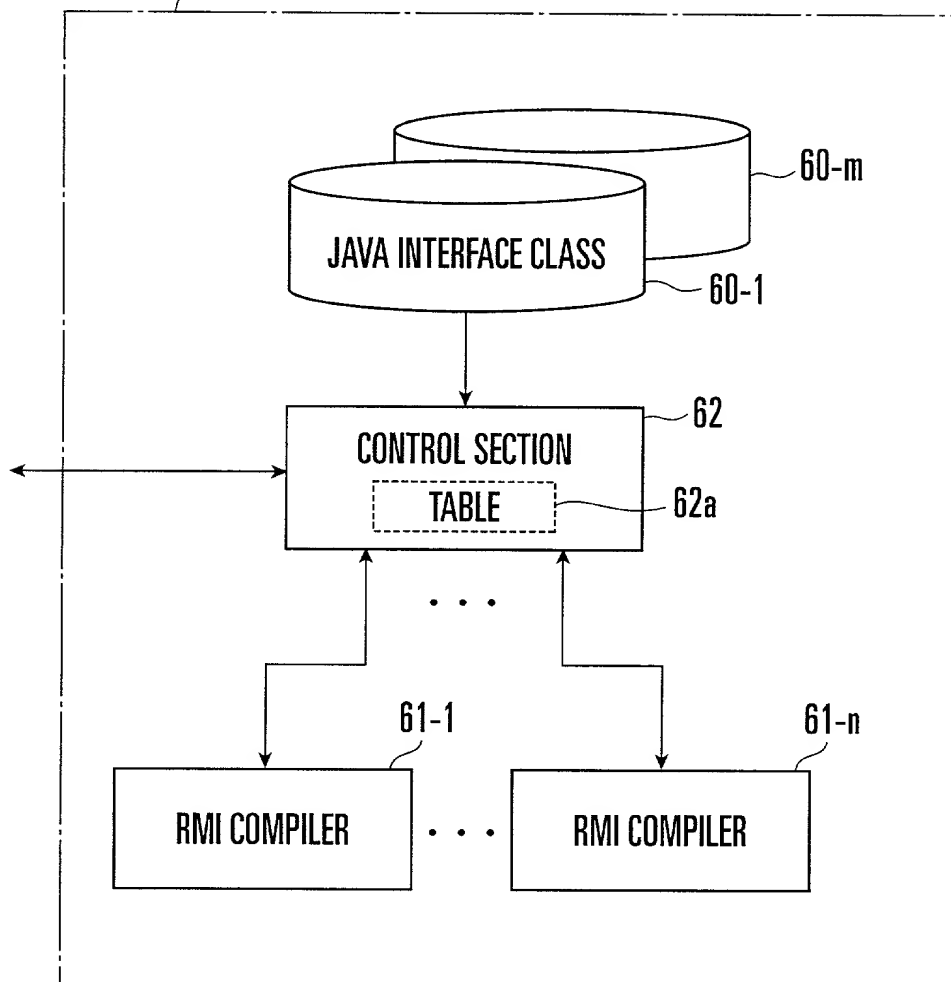 60-m
JAVA INTERFACE CLASS
60-1
62
CONTROL SECTION
TABLE
62a
. . .
61-1
61-n
RMI COMPILER
. . .
RMI COMPILER